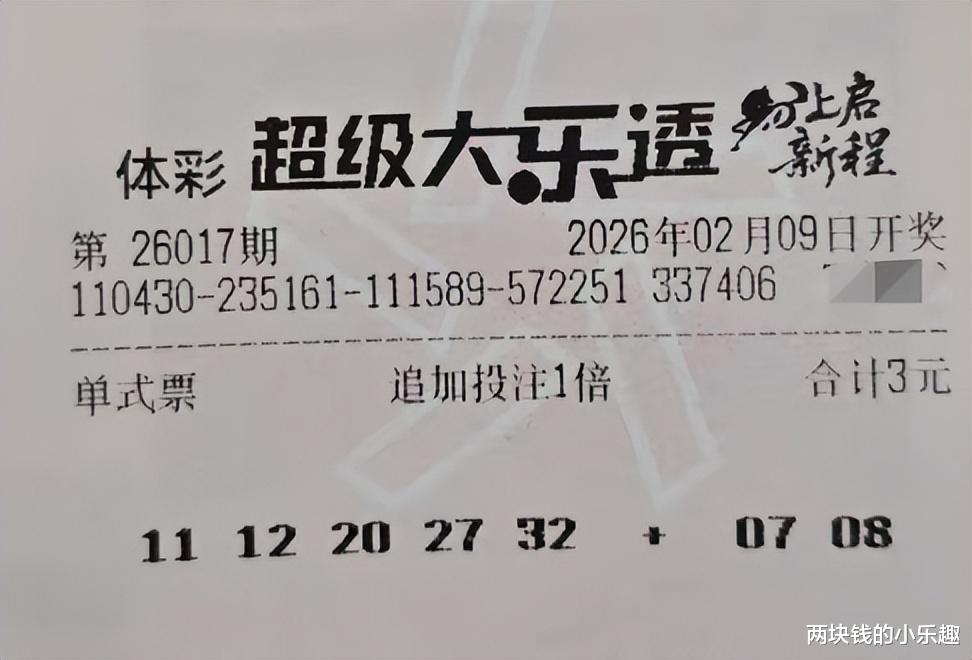 体彩 超级大乐透 马上启
新程
第 26017期 2026年02月09日开奖
110430-235161-111589-572251 337406
单式票 追加投注1倍 合计3元
11 12 20 27 32 + 07 08
两块钱的小乐趣